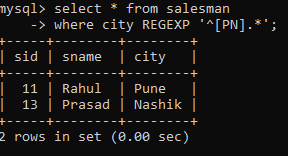 mysql> select * from salesman
-> where city REGEXP '^[PN].*';
+-----+--------+--------+
| sid | sname | city |
+-----+--------+--------+
| 11 | Rahul | Pune |
| 13 | Prasad | Nashik |
+-----+--------+--------+
2 rows in set (0.00 sec)